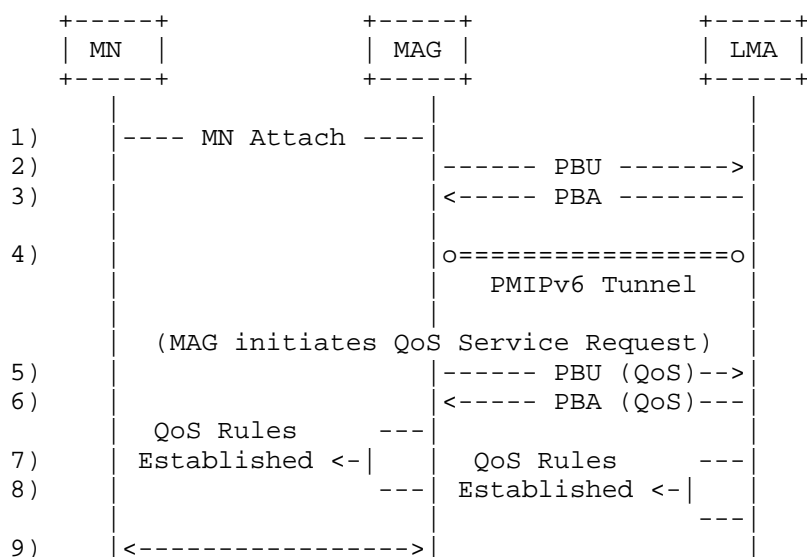 MN MAG LMA
1) ---- MN Attach ----
2) ------ PBU ------->
3) <----- PBA --------
4) o=================o
PMIPv6 Tunnel
(MAG initiates QoS Service Request)
5) ------ PBU (QoS)-->
6) <----- PBA (QoS)---
QoS Rules ---
7) Established <- QoS Rules ---
8) --- Established <-
---
9) <----------------->